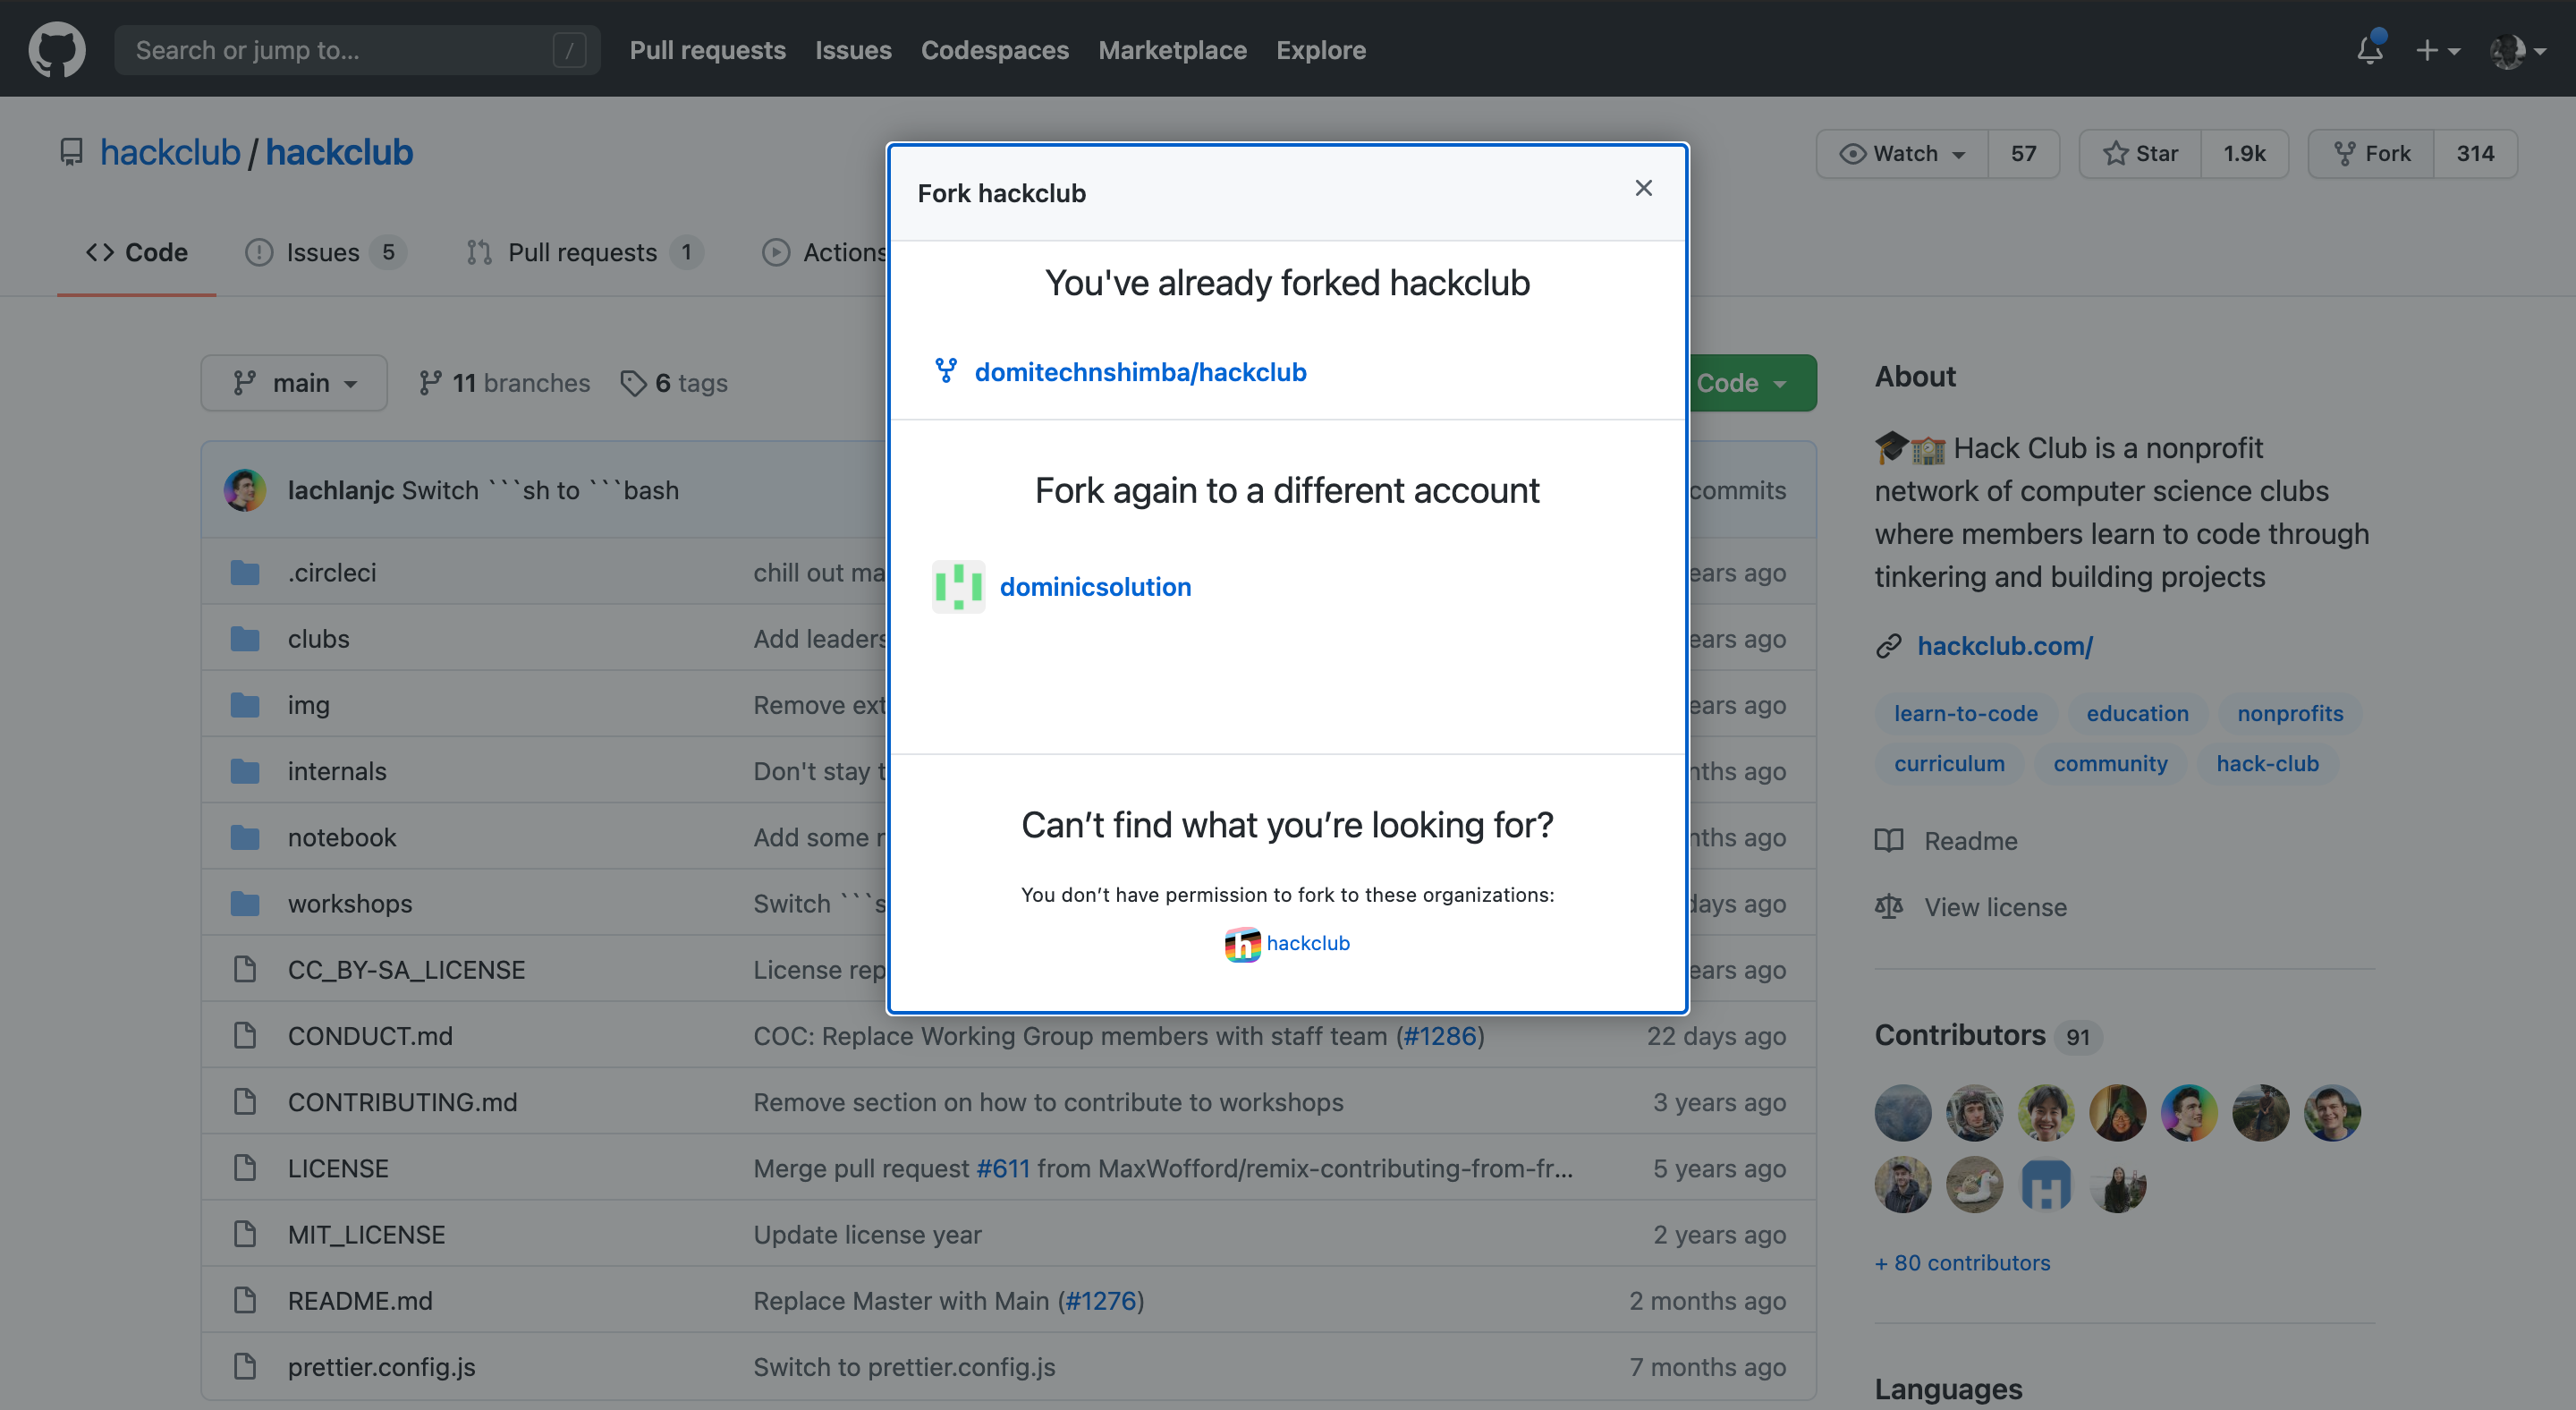 Search or jump to... /
Pull requests Issues Codespaces Marketplace Explore
hackclub / hackclub
Watch 57
Star 1.9k
Fork 314
Code
Issues 5
Pull requests 1
Actions
main
11 branches
6 tags
Code
lachlanjc Switch ```sh to ```bash
commits
.circleci chill out ma
ears ago
clubs Add leaders
ears ago
img Remove ext
ears ago
internals Don't stay t
nths ago
notebook Add some r
nths ago
workshops Switch ```s
days ago
CC_BY-SA_LICENSE License rep
ears ago
CONDUCT.md COC: Replace Working Group members with staff team (#1286) 22 days ago
CONTRIBUTING.md Remove section on how to contribute to workshops 3 years ago
LICENSE Merge pull request #611 from MaxWofford/remix-contributing-from-fr... 5 years ago
MIT_LICENSE Update license year 2 years ago
README.md Replace Master with Main (#1276) 2 months ago
prettier.config.js Switch to prettier.config.js 7 months ago
Fork hackclub
You've already forked hackclub
domitechnshimba/hackclub
Fork again to a different account
dominicsolution
Can’t find what you’re looking for?
You don’t have permission to fork to these organizations:
h hackclub
About
🎓🏫 Hack Club is a nonprofit
network of computer science clubs
where members learn to code through
tinkering and building projects
hackclub.com/
learn-to-code education nonprofits
curriculum community hack-club
Readme
View license
Contributors 91
+ 80 contributors
Languages